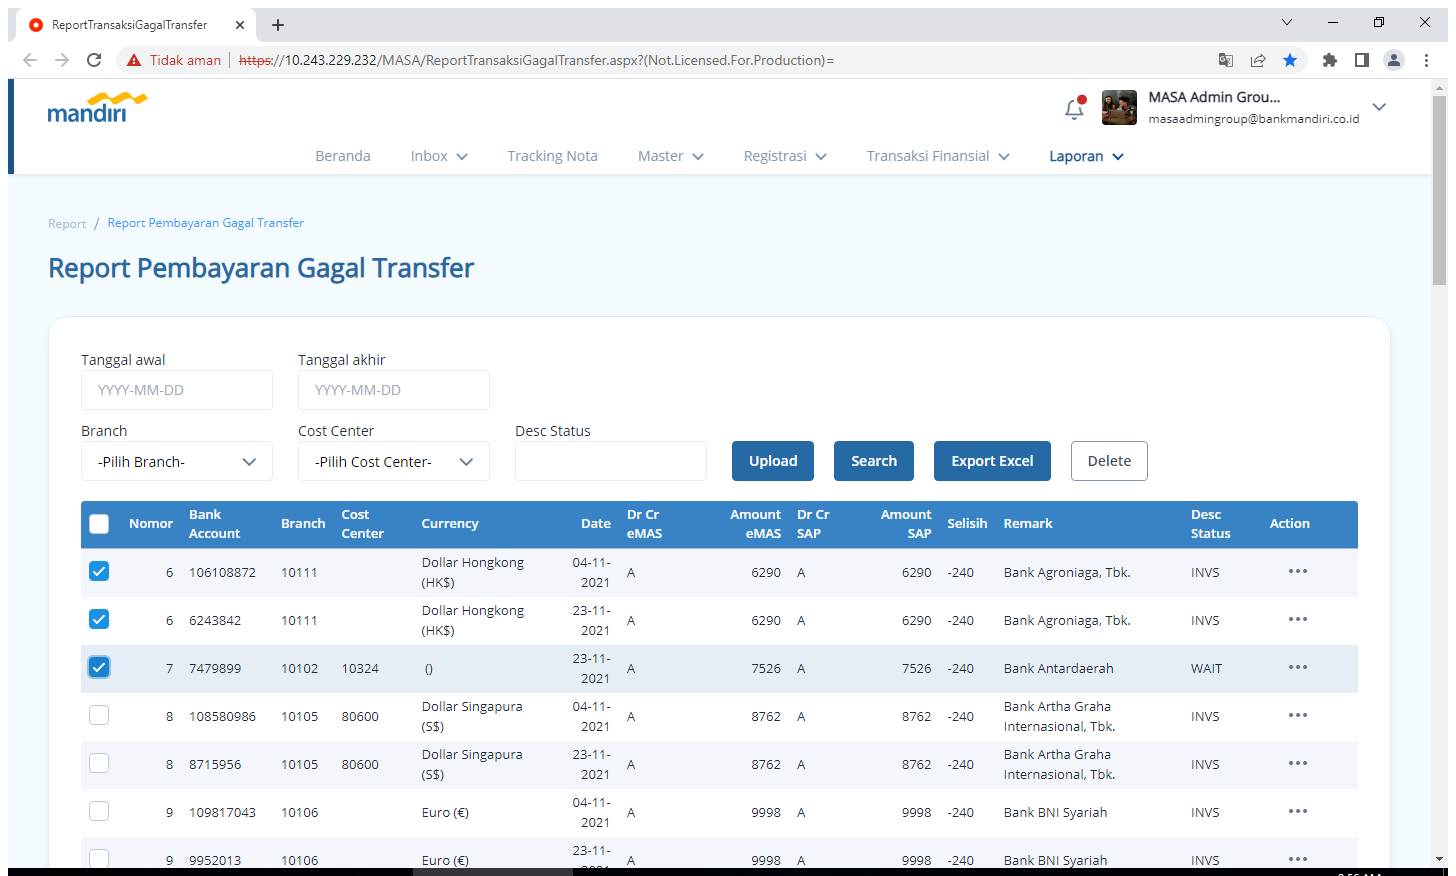 ReportTransaksiGagalTransfer
Tidak aman https://10.243.229.232/MASA/ReportTransaksiGagalTransfer.aspx?(Not.Licensed.For.Production)=
mandiri
MASA Admin Grou...
masaadmingroup@bankmandiri.co.id
Beranda Inbox Tracking Nota Master Registrasi Transaksi Finansial Laporan
Report / Report Pembayaran Gagal Transfer
Report Pembayaran Gagal Transfer
Tanggal awal Tanggal akhir
YYYY-MM-DD YYYY-MM-DD
Branch Cost Center Desc Status
-Pilih Branch- -Pilih Cost Center- Upload Search Export Excel Delete
Nomor Bank Account Branch Cost Center Currency Date Dr Cr eMAS Amount eMAS Dr Cr SAP Amount SAP Selisih Remark Desc Status Action
6 106108872 10111 Dollar Hongkong (HK$) 04-11-2021 A 6290 A 6290 -240 Bank Agroniaga, Tbk. INVS
6 6243842 10111 Dollar Hongkong (HK$) 23-11-2021 A 6290 A 6290 -240 Bank Agroniaga, Tbk. INVS
7 7479899 10102 10324 () 23-11-2021 A 7526 A 7526 -240 Bank Antardaerah WAIT
8 108580986 10105 80600 Dollar Singapura (S$) 04-11-2021 A 8762 A 8762 -240 Bank Artha Graha Internasional, Tbk. INVS
8 8715956 10105 80600 Dollar Singapura (S$) 23-11-2021 A 8762 A 8762 -240 Bank Artha Graha Internasional, Tbk. INVS
9 109817043 10106 Euro (€) 04-11-2021 A 9998 A 9998 -240 Bank BNI Syariah INVS
9 9952013 10106 Euro (€) 23-11- A 9998 A 9998 -240 Bank BNI Syariah INVS